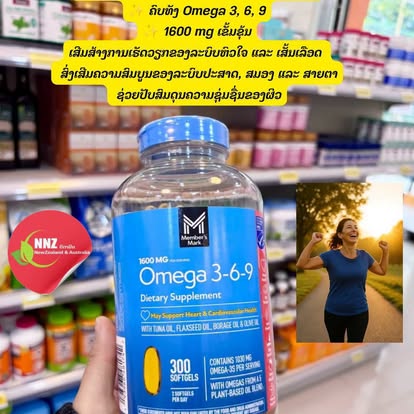 ✨ ຄົບທັງ Omega 3, 6, 9
✨ 1600 mg ເຂັ້ມຂຸ້ນ
ເສີມສ້າງການເຮັດວຽກຂອງລະບົບຫົວໃຈ ແລະ ເສັ້ນເລືອດ
ສົ່ງເສີມຄວາມສົມບູນຂອງລະບົບປະສາດ, ສະໝອງ ແລະ ສາຍຕາ
ຊ່ວຍປັບສົມດຸນຄວາມຊຸ່ມຊື່ນຂອງຜິວ
NNZ
NewZealand & Australia
M
Member's
Mark
1600 MG
Omega 3-6-9
Dietary Supplement
May Support Heart & Cardiovascular Health
WITH TUNA OIL, FLAXSEED OIL, BORAGE OIL & OLIVE OIL
300
SOFTGELS
2 SOFTGELS
PER DAY
CONTAINS 1030 MG
OMEGA-3S PER SERVING
WITH OMEGAS FROM A
PLANT-BASED OIL BLEND